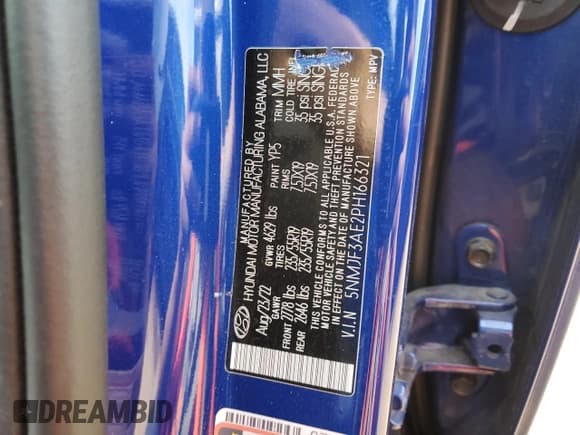 MANUFACTURED BY
HYUNDAI MOTOR MANUFACTURING ALABAMA, LLC
Aug/23/22 GVWR 4629 lbs PAINT YP5 TRIM MMH
GAWR TIRES RIMS COLD TIRE
FRONT 2778 lbs 235/55R19 7.5JX19 35 psi
REAR 2646 lbs 235/55R19 7.5JX19 35 psi
THIS VEHICLE CONFORMS TO ALL APPLICABLE U.S.A. FEDERAL
MOTOR VEHICLE SAFETY AND THEFT PREVENTION STANDARDS
IN EFFECT ON THE DATE OF MANUFACTURE SHOWN ABOVE
V.I.N 5NMJF3AE2PH166321 TYPE: MPV
DREAMBID